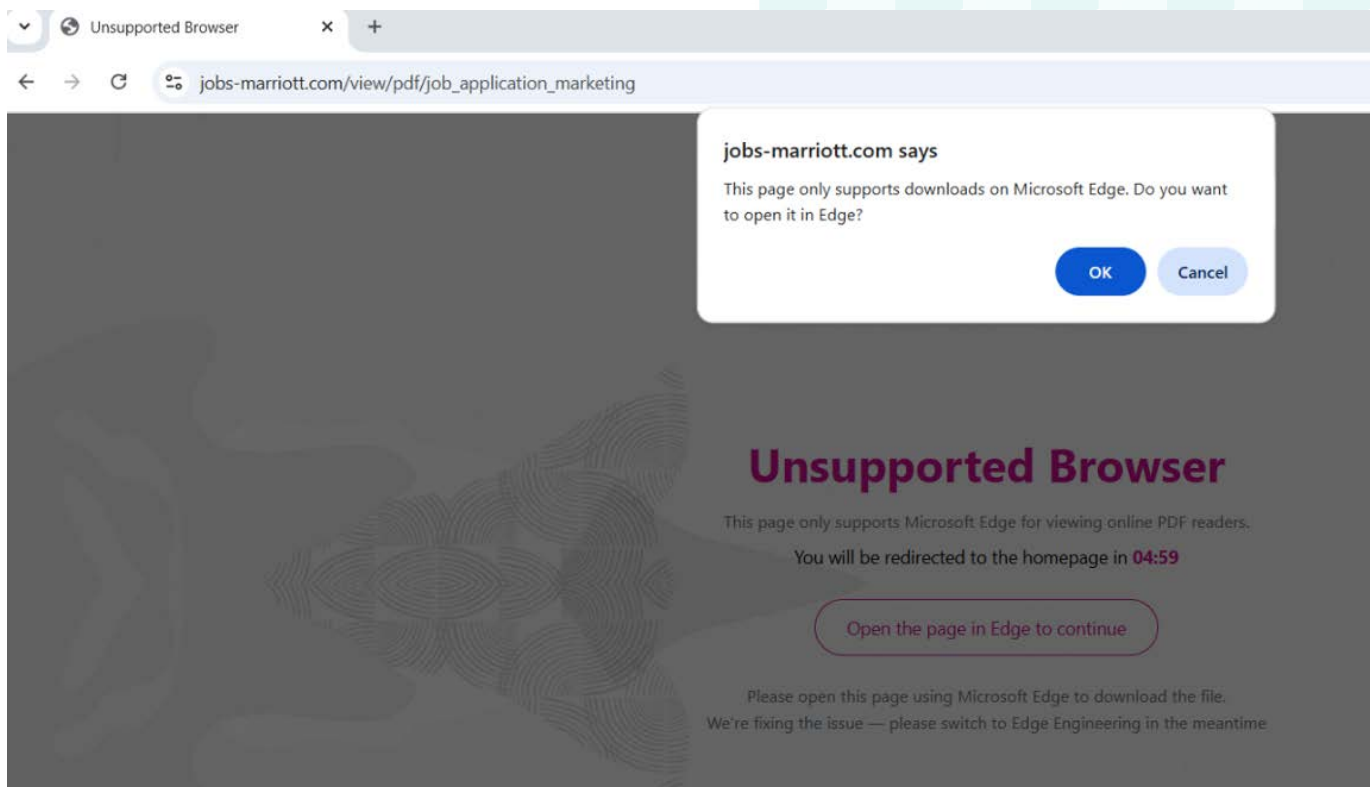 Unsupported Browser
jobs-marriott.com/view/pdf/job_application_marketing
jobs-marriott.com says
This page only supports downloads on Microsoft Edge. Do you want
to open it in Edge?
OK Cancel
Unsupported Browser
This page only supports Microsoft Edge for viewing online PDF readers.
You will be redirected to the homepage in 04:59
Open the page in Edge to continue
Please open this page using Microsoft Edge to download the file.
We're fixing the issue — please switch to Edge Engineering in the meantime